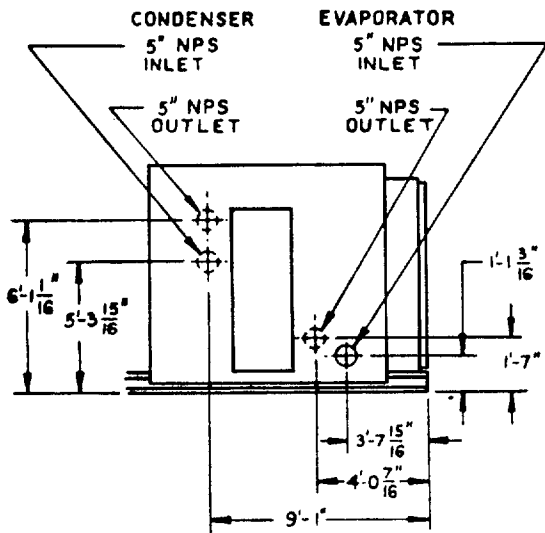 CONDENSER
5" NPS
INLET
5" NPS
OUTLET
EVAPORATOR
5" NPS
INLET
5" NPS
OUTLET
6'-1 1/16"
5'-3 15/16"
1'-1 3/16"
1'-7"
3'-7 15/16"
4'-0 7/16"
9'-1"